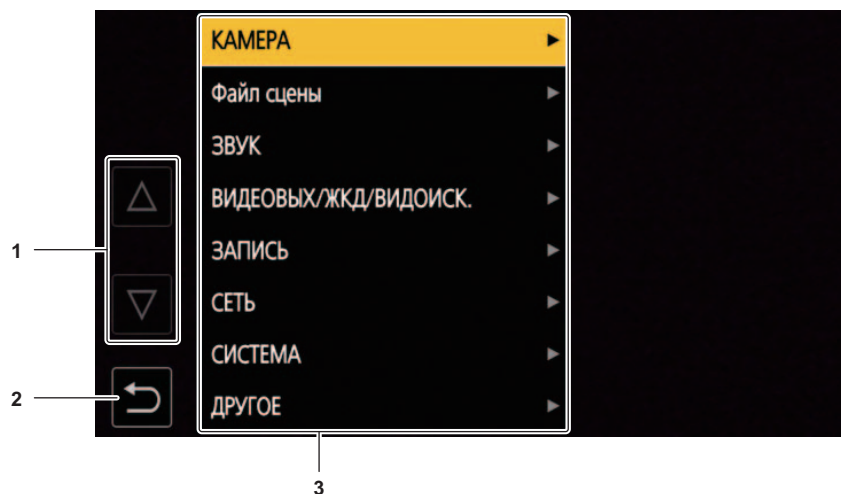 КАМЕРА
Файл сцены
ЗВУК
ВИДЕОВЫХ/ЖКД/ВИДОИСК.
1
ЗАПИСЬ
СЕТЬ
СИСТЕМА
2
ДРУГОЕ
3